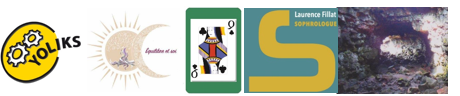 YOLIKS
Equilibre et soi
Q
Q
Laurence Fillat
SOPHROLOGUE
S